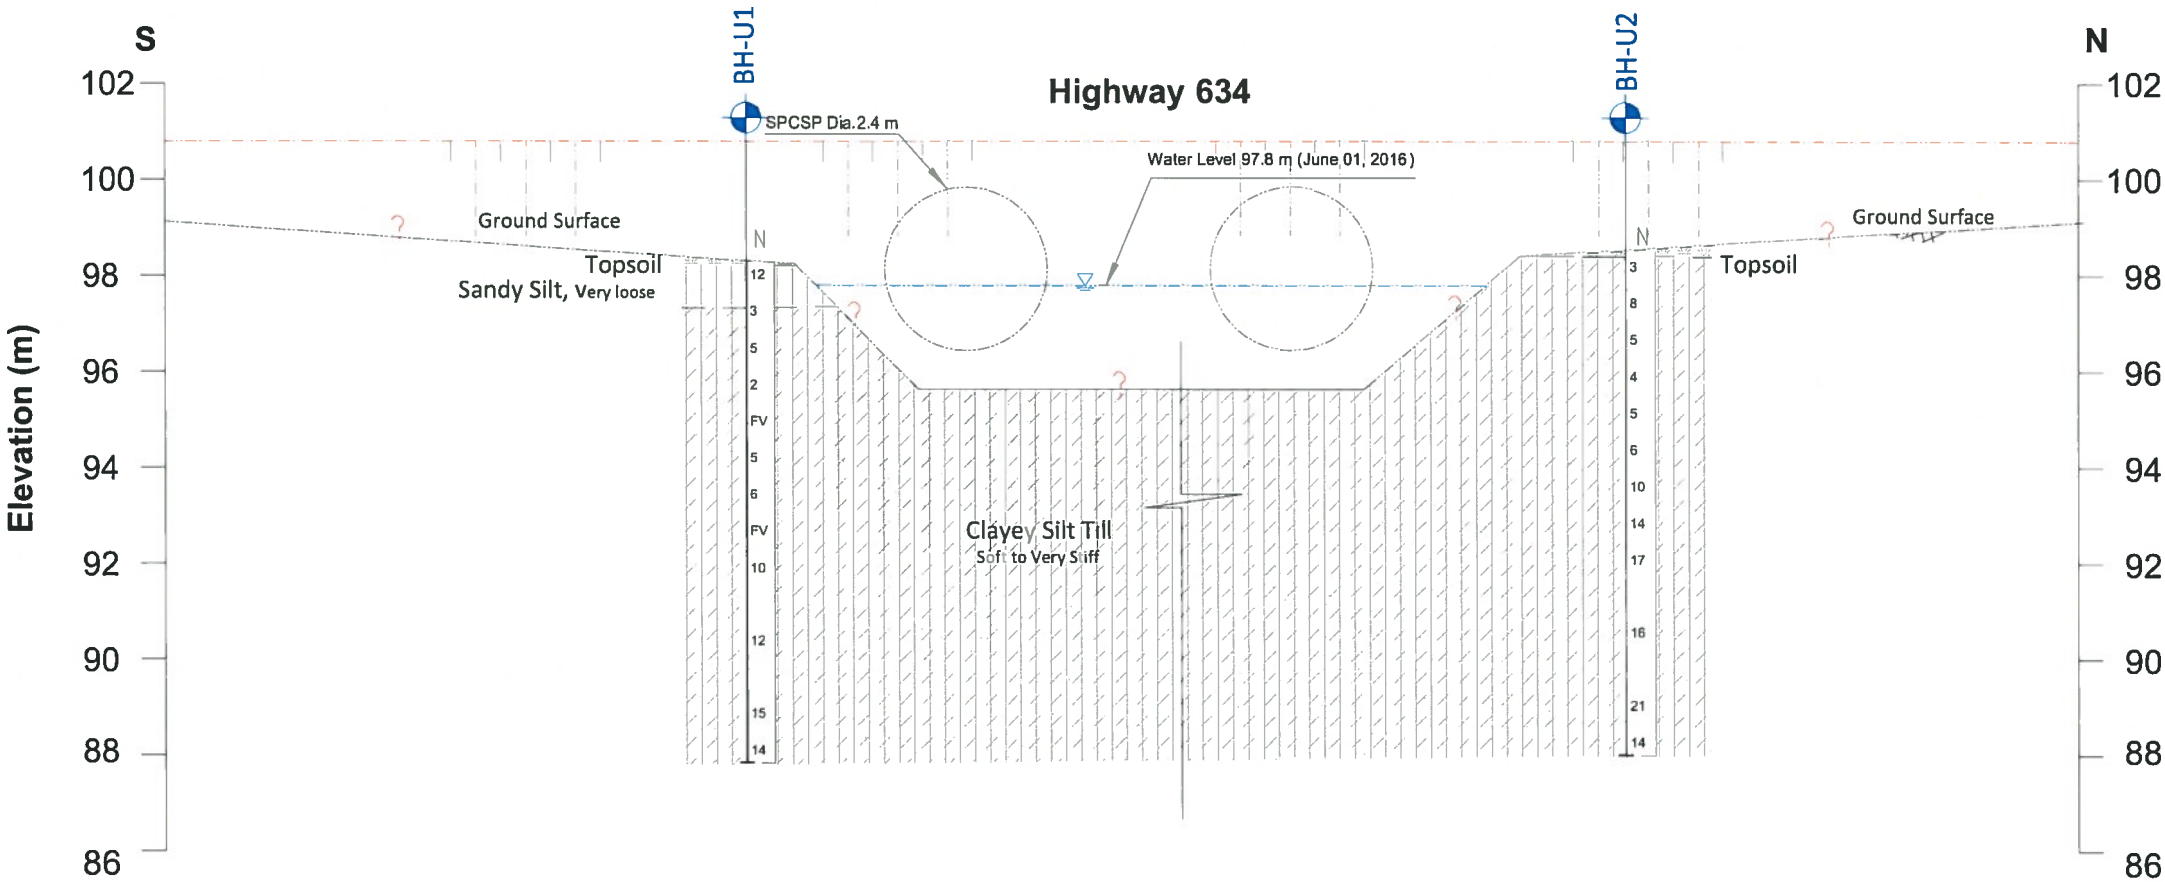 S
BH-U1
BH-U2
N
Highway 634
102
100
98
96
94
92
90
88
86
Elevation (m)
102
100
98
96
94
92
90
88
86
SPCSP Dia.2.4 m
Water Level 97.8 m (June 01, 2016)
?
Ground Surface
Topsoil
Sandy Silt, Very loose
N
12
3
5
2
FV
5
6
FV
10
12
15
14
?
?
?
Clayey Silt Till
Soft to Very Stiff
N
3
8
5
4
5
6
10
14
17
16
21
14
?
Ground Surface
Topsoil